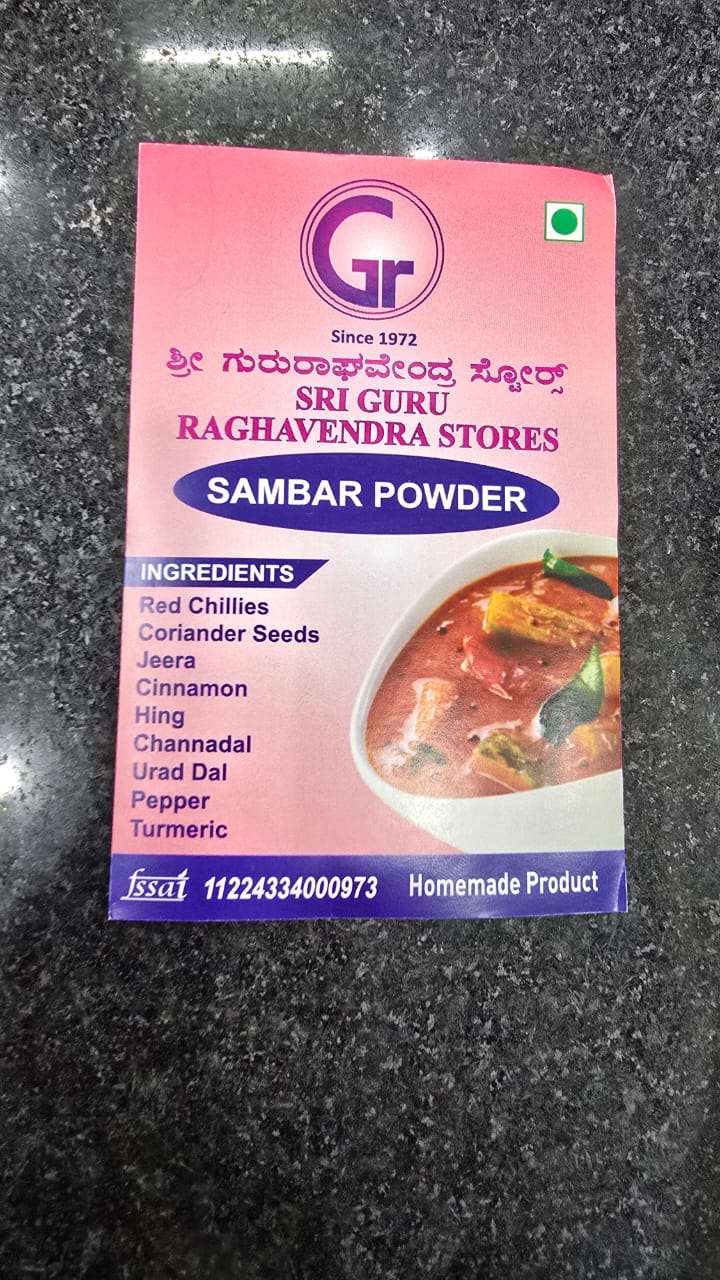 Gr
Since 1972
ಶ್ರೀ ಗುರುರಾಘವೇಂದ್ರ ಸ್ಟೋರ್ಸ್
SRI GURU
RAGHAVENDRA STORES
SAMBAR POWDER
INGREDIENTS
Red Chillies
Coriander Seeds
Jeera
Cinnamon
Hing
Channadal
Urad Dal
Pepper
Turmeric
fssai 11224334000973 Homemade Product